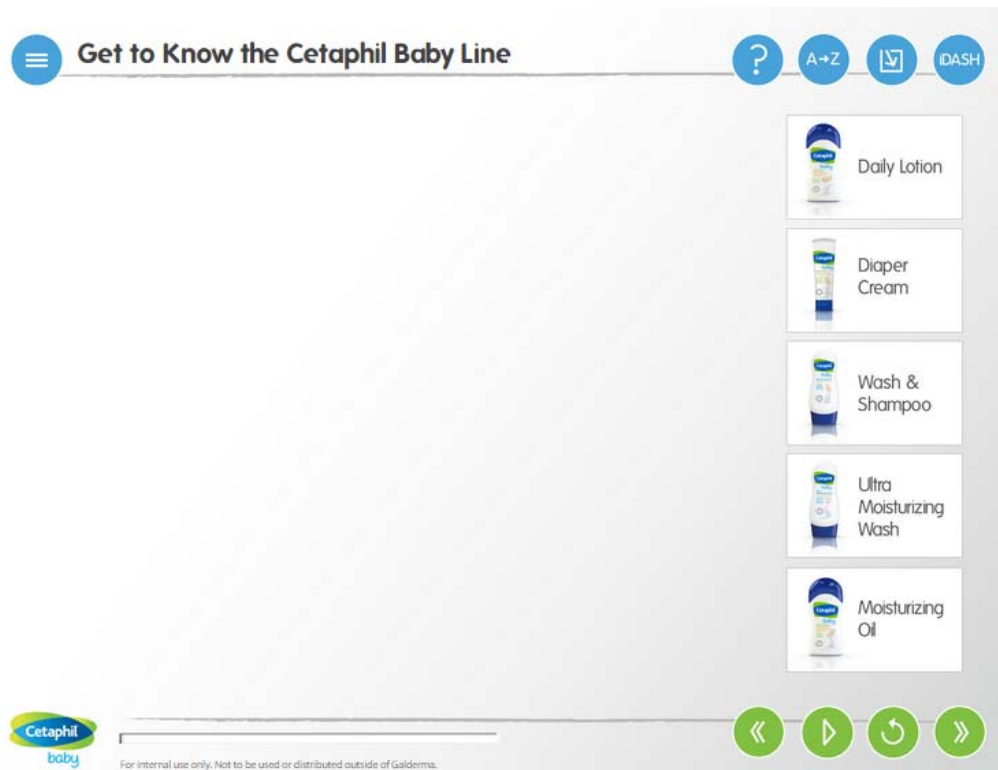 Get to Know the Cetaphil Baby Line
?
A→Z
iDASH
Daily Lotion
Diaper
Cream
Wash &
Shampoo
Ultra
Moisturizing
Wash
Moisturizing
Oil
Cetaphil
baby
For internal use only. Not to be used or distributed outside of Galderma.